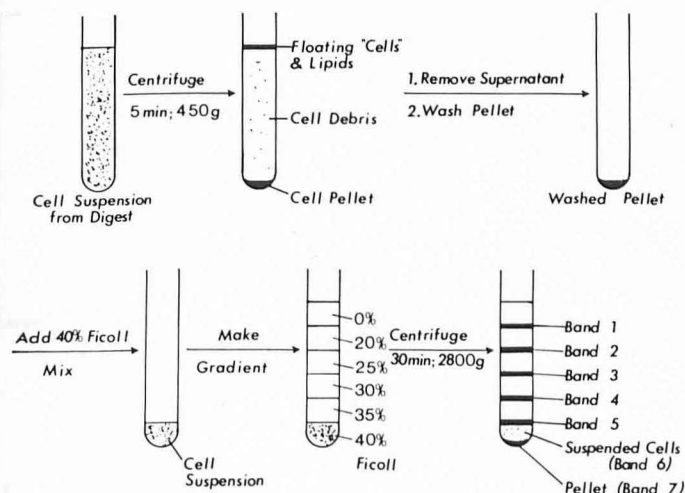 Floating "Cells"
& Lipids
Centrifuge
5 min; 450g
1. Remove Supernatant
2. Wash Pellet
Cell Debris
Cell Pellet
Cell Suspension
from Digest
Washed Pellet
Add 40% Ficoll
Mix
Make
Gradient
0%
20%
25%
30%
35%
40%
Ficoll
Cell
Suspension
Centrifuge
30min; 2800g
Band 1
Band 2
Band 3
Band 4
Band 5
Suspended Cells
(Band 6)
Pellet (Band 7)